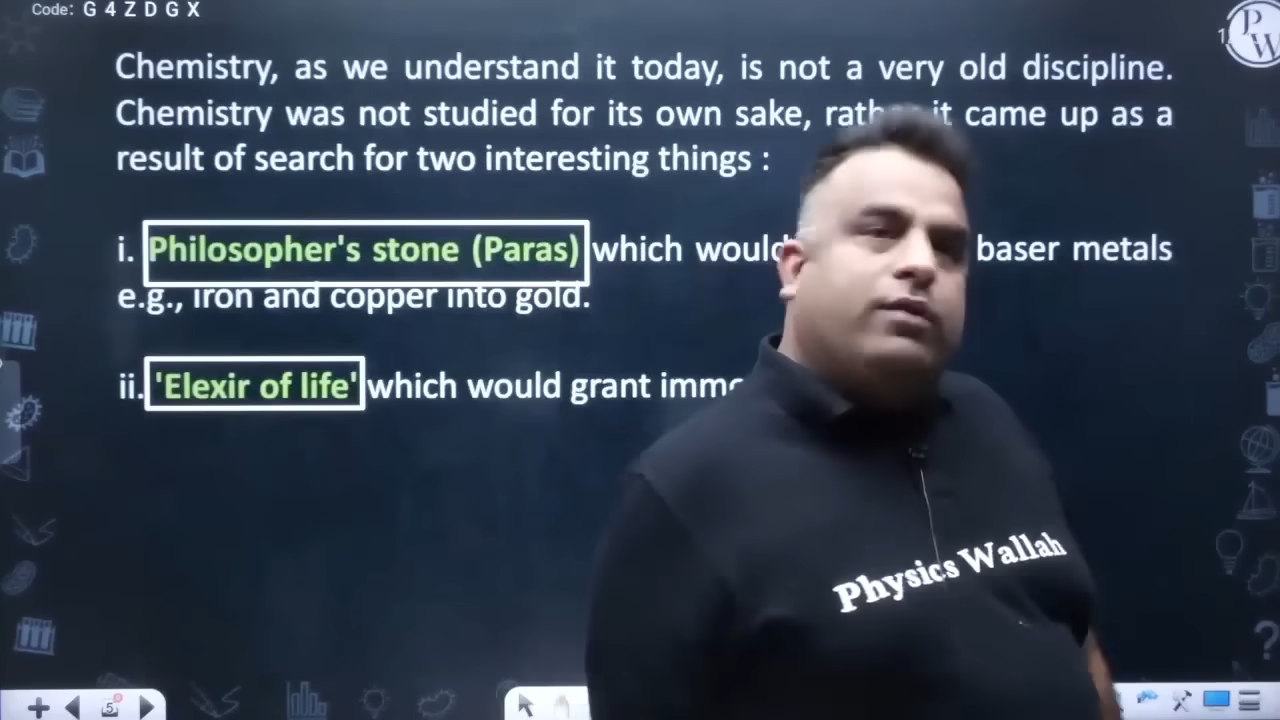 Code: G 4 Z D G X
P
W
1
Chemistry, as we understand it today, is not a very old discipline.
Chemistry was not studied for its own sake, it came up as a
result of search for two interesting things :
i. Philosopher's stone (Paras) which would baser metals
e.g., iron and copper into gold.
ii. 'Elexir of life' which would grant
Physics Wallah
5